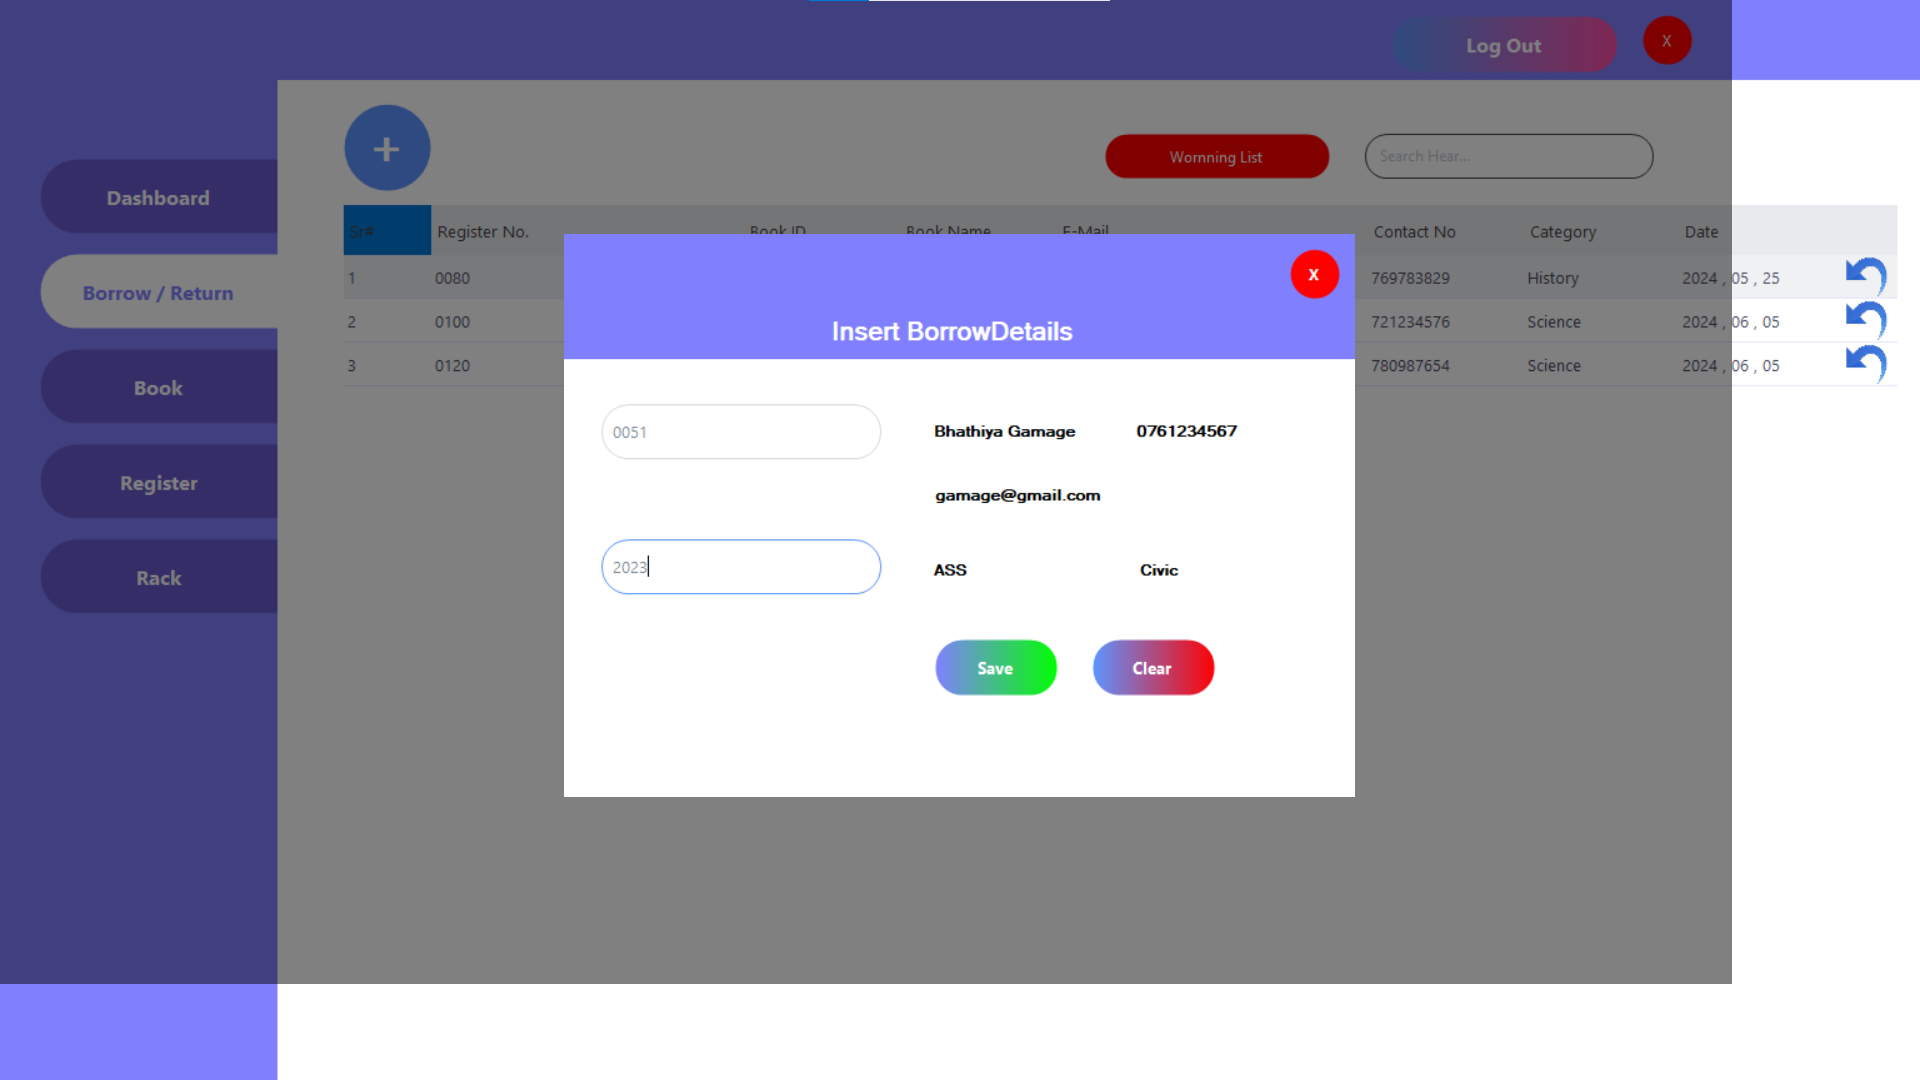 Log Out
X
+
Wornning List
Search Hear...
Dashboard
Borrow / Return
Book
Register
Rack
Sr# Register No. Book ID Book Name E-Mail Contact No Category Date
1 0080 769783829 History 2024 , 05 , 25
2 0100 721234576 Science 2024 , 06 , 05
3 0120 780987654 Science 2024 , 06 , 05
X
Insert BorrowDetails
0051 Bhathiya Gamage 0761234567
gamage@gmail.com
2023 ASS Civic
Save Clear